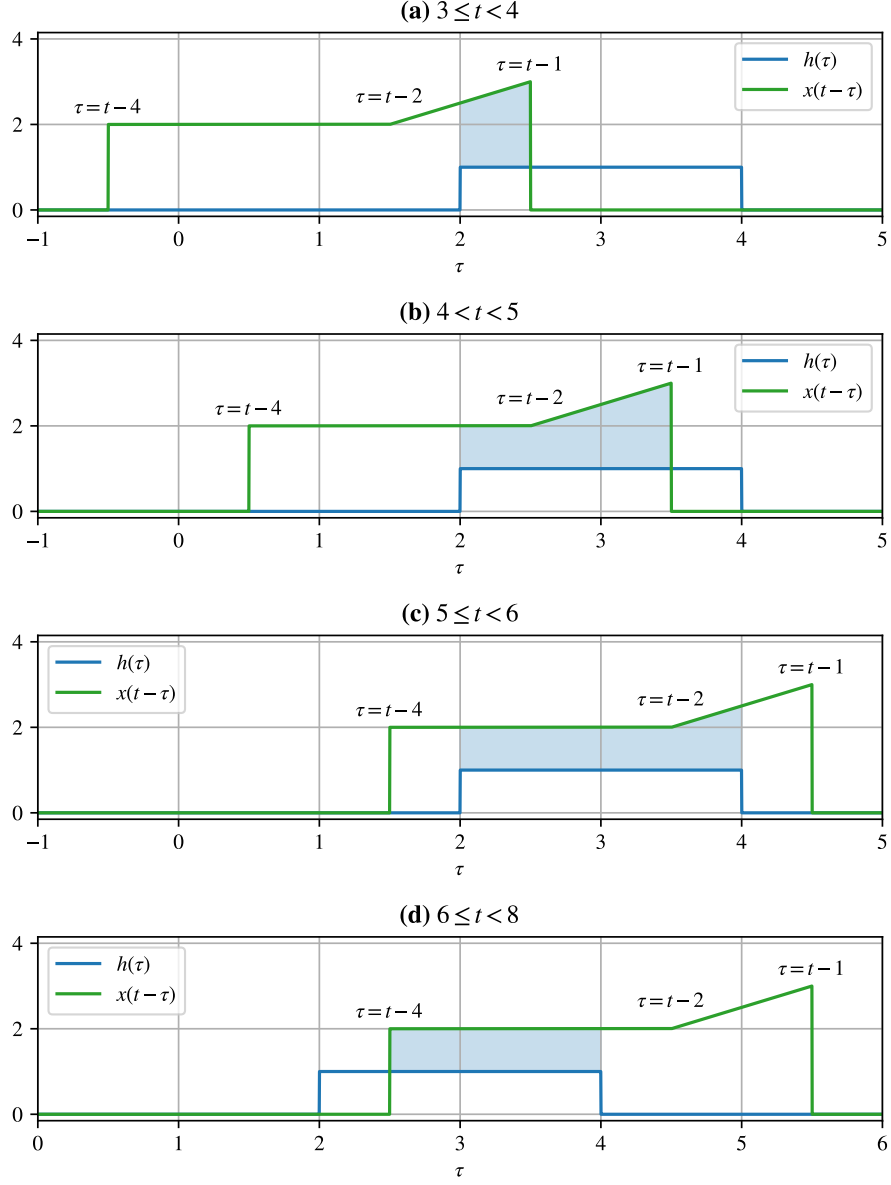 (a) 3 ≤ t < 4
4
2
0
τ = t − 4
τ = t − 2
τ = t − 1
h(τ)
x(t − τ)
−1 0 1 2 3 4 5
τ
(b) 4 < t < 5
4
2
0
τ = t − 4
τ = t − 2
τ = t − 1
h(τ)
x(t − τ)
−1 0 1 2 3 4 5
τ
(c) 5 ≤ t < 6
4
2
0
h(τ)
x(t − τ)
τ = t − 4
τ = t − 2
τ = t − 1
−1 0 1 2 3 4 5
τ
(d) 6 ≤ t < 8
4
2
0
h(τ)
x(t − τ)
τ = t − 4
τ = t − 2
τ = t − 1
0 1 2 3 4 5 6
τ